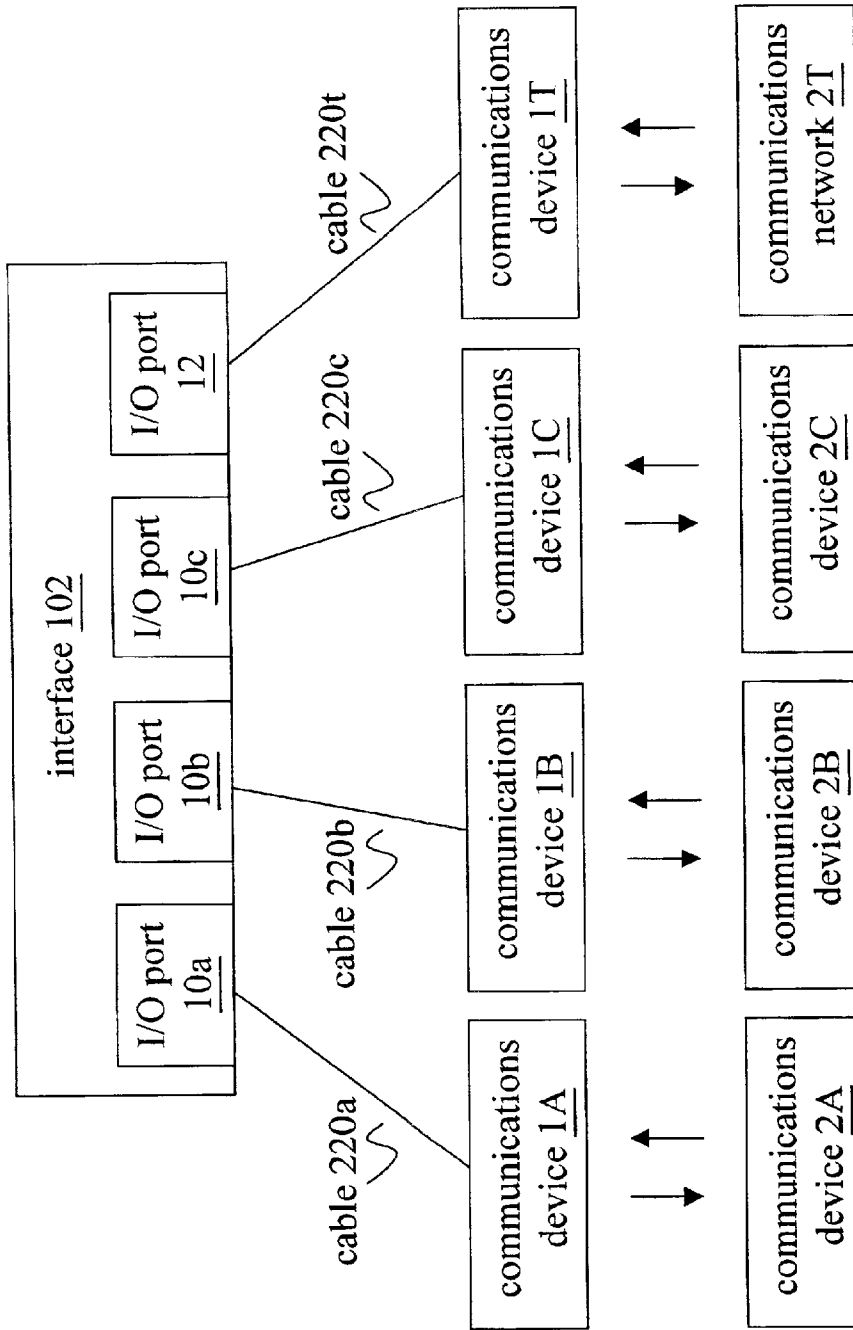 interface 102
I/O port
10a
I/O port
10b
I/O port
10c
I/O port
12
cable 220a
cable 220b
cable 220c
cable 220t
communications
device 1A
communications
device 1B
communications
device 1C
communications
device 1T
communications
device 2A
communications
device 2B
communications
device 2C
communications
network 2T